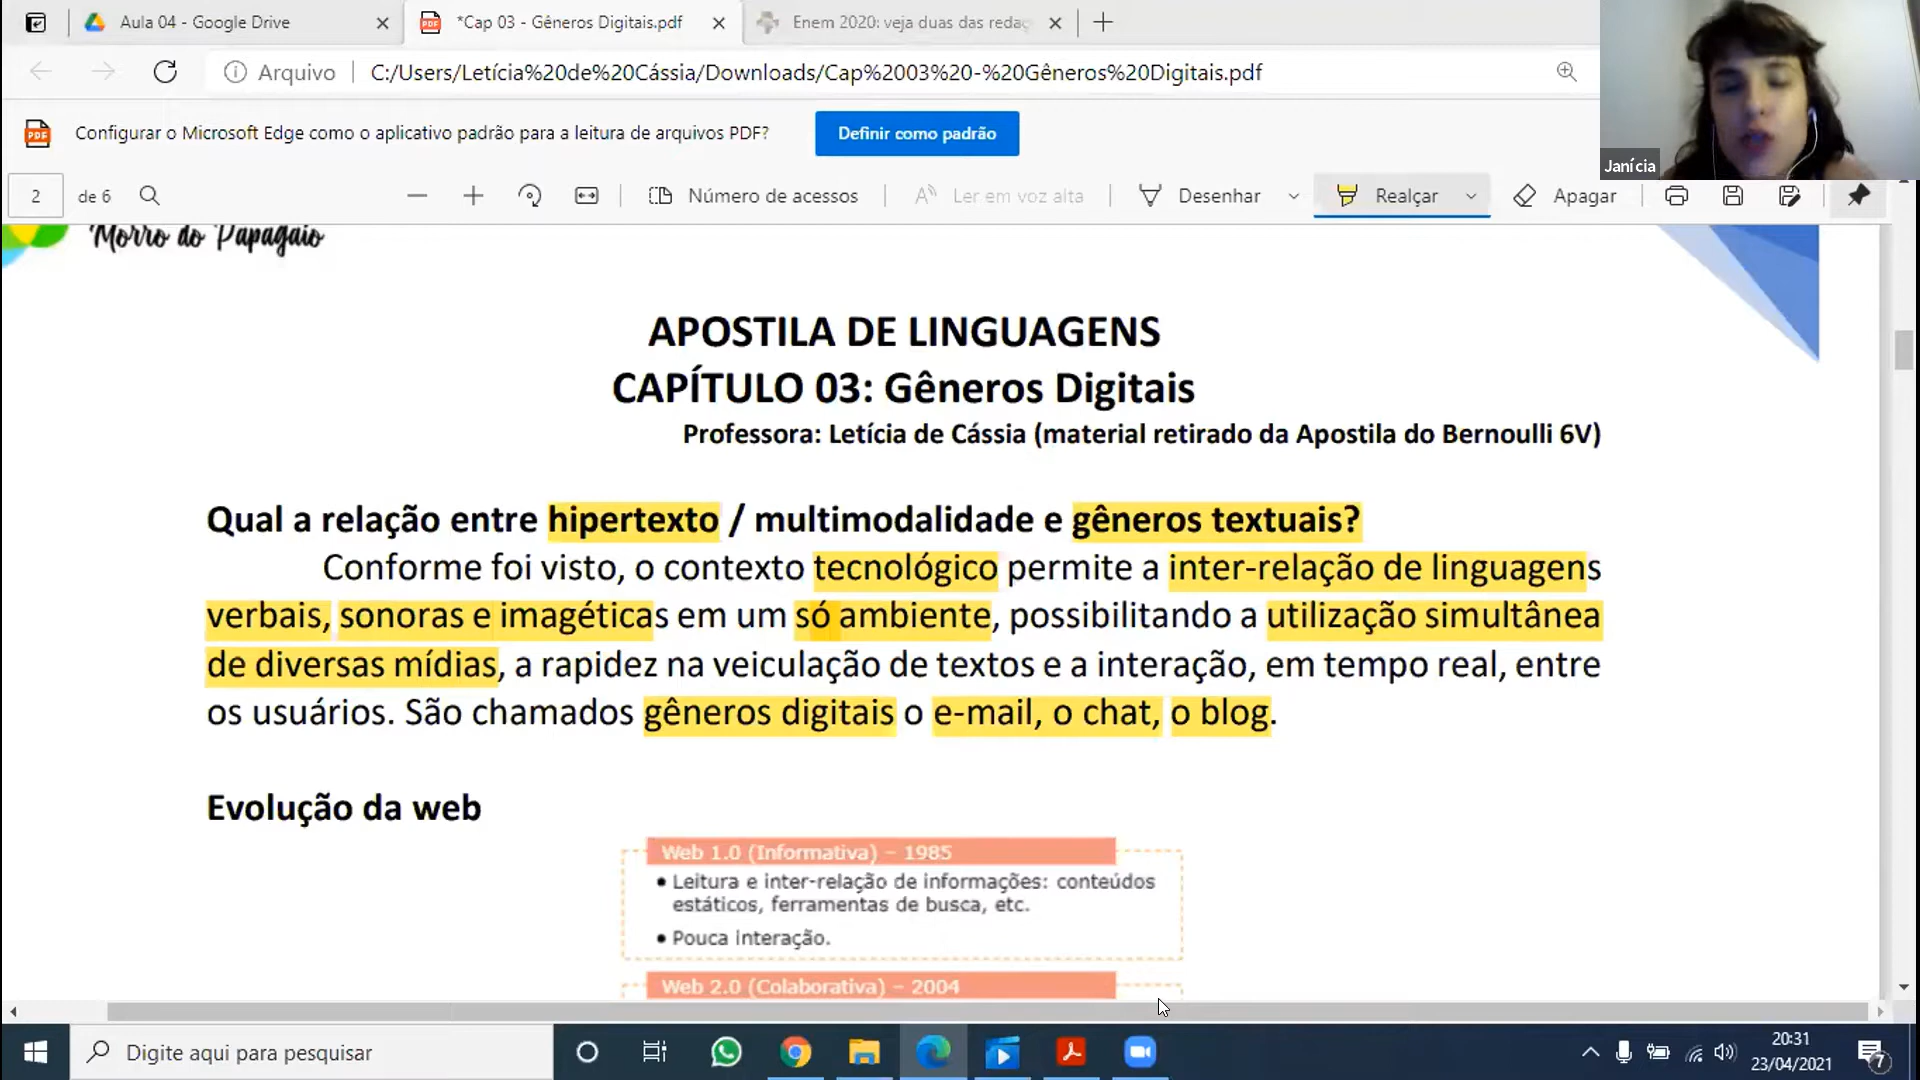 Aula 04 - Google Drive
*Cap 03 - Gêneros Digitais.pdf
Enem 2020: veja duas das redaç
Arquivo
C:/Users/Letícia%20de%20Cássia/Downloads/Cap%2003%20-%20Gêneros%20Digitais.pdf
PDF
Configurar o Microsoft Edge como o aplicativo padrão para a leitura de arquivos PDF?
Definir como padrão
Janícia
2
de 6
Número de acessos
Ler em voz alta
Desenhar
Realçar
Apagar
Morro do Papagaio
APOSTILA DE LINGUAGENS
CAPÍTULO 03: Gêneros Digitais
Professora: Letícia de Cássia (material retirado da Apostila do Bernoulli 6V)
Qual a relação entre hipertexto / multimodalidade e gêneros textuais?
Conforme foi visto, o contexto tecnológico permite a inter-relação de linguagens
verbais, sonoras e imagéticas em um só ambiente, possibilitando a utilização simultânea
de diversas mídias, a rapidez na veiculação de textos e a interação, em tempo real, entre
os usuários. São chamados gêneros digitais o e-mail, o chat, o blog.
Evolução da web
Web 1.0 (Informativa) – 1985
• Leitura e inter-relação de informações: conteúdos
estáticos, ferramentas de busca, etc.
• Pouca interação.
Web 2.0 (Colaborativa) – 2004
Digite aqui para pesquisar
20:31
23/04/2021
7